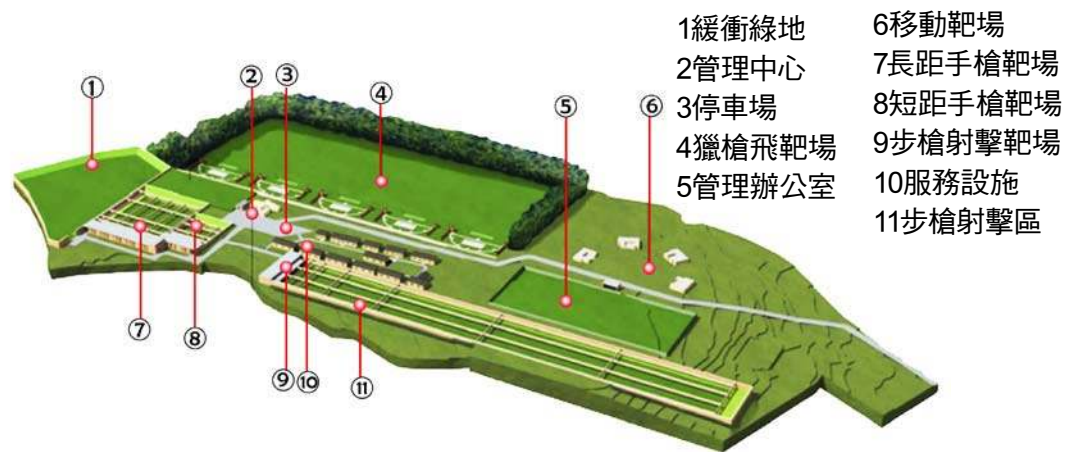 1緩衝綠地
2管理中心
3停車場
4獵槍飛靶場
5管理辦公室
6移動靶場
7長距手槍靶場
8短距手槍靶場
9步槍射擊靶場
10服務設施
11步槍射擊區
①
②
③
④
⑤
⑥
⑦
⑧
⑨
⑩
⑪